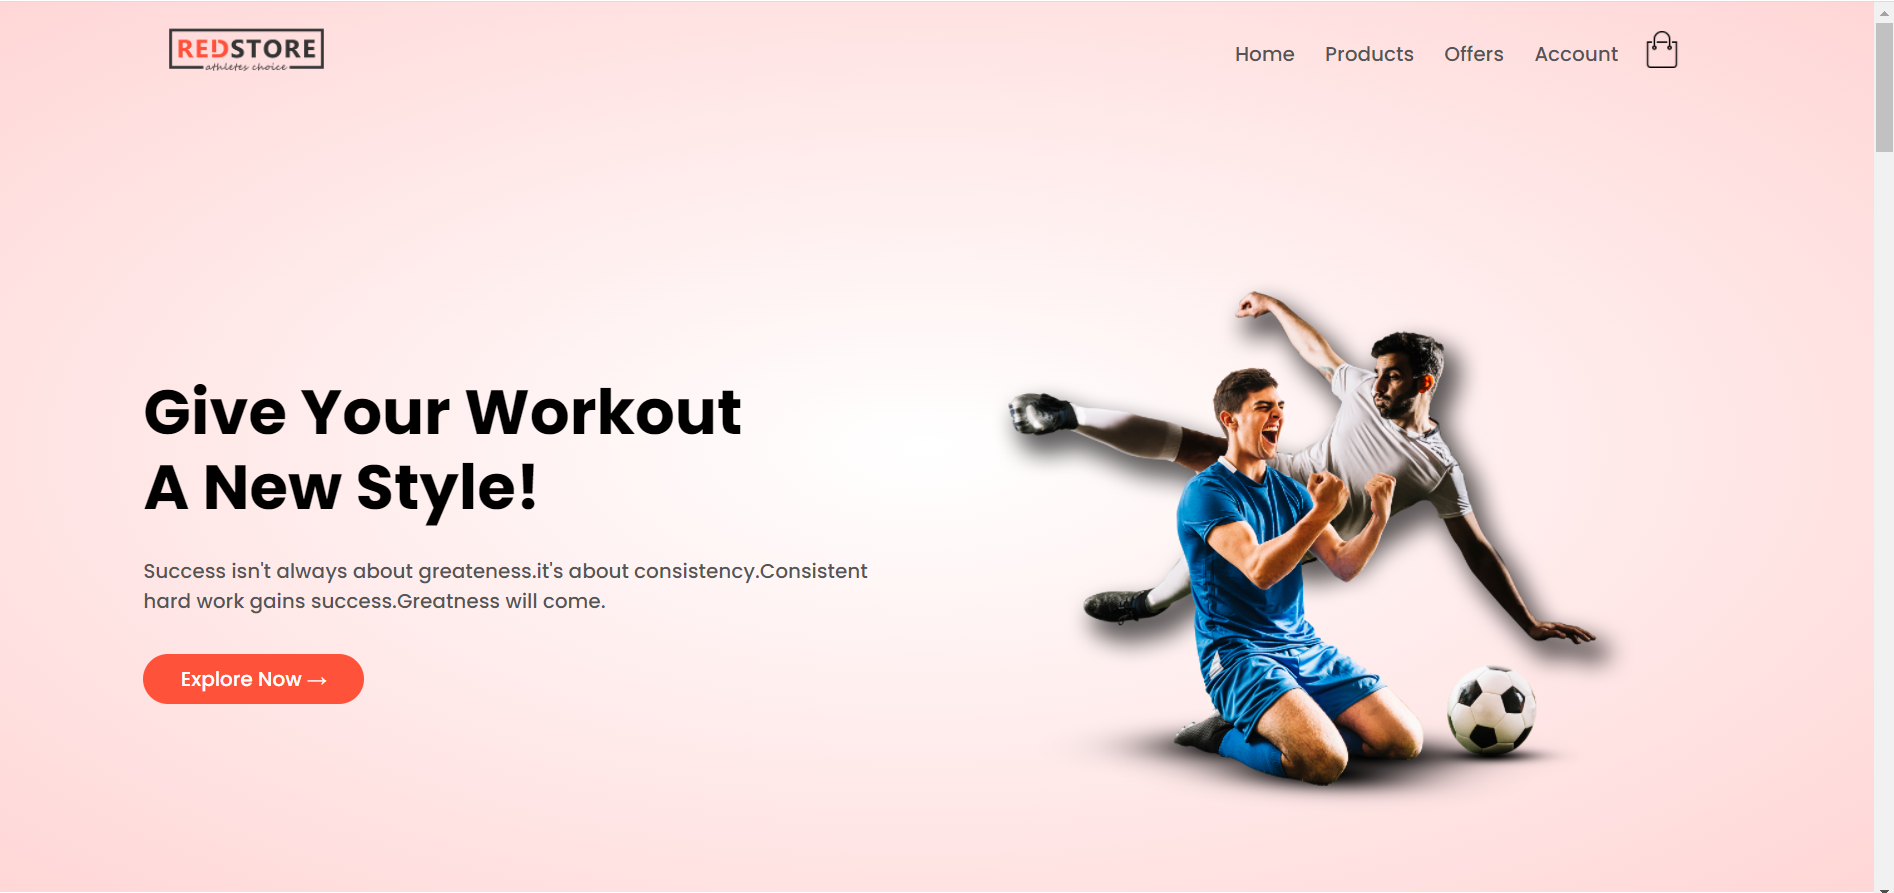 REDSTORE
athletes choice
Home Products Offers Account
Give Your Workout
A New Style!
Success isn't always about greateness.it's about consistency.Consistent
hard work gains success.Greatness will come.
Explore Now →